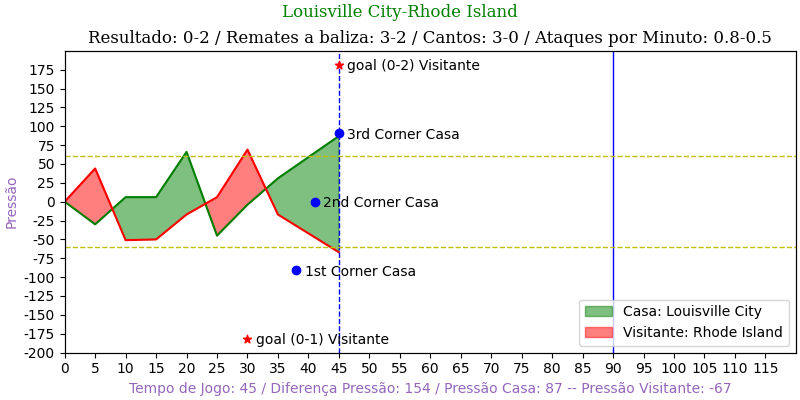 Louisville City-Rhode Island
Resultado: 0-2 / Remates a baliza: 3-2 / Cantos: 3-0 / Ataques por Minuto: 0.8-0.5
Pressão
175
150
125
100
75
50
25
0
-25
-50
-75
-100
-125
-150
-175
-200
goal (0-2) Visitante
3rd Corner Casa
2nd Corner Casa
1st Corner Casa
goal (0-1) Visitante
Casa: Louisville City
Visitante: Rhode Island
0 5 10 15 20 25 30 35 40 45 50 55 60 65 70 75 80 85 90 95 100 105 110 115
Tempo de Jogo: 45 / Diferença Pressão: 154 / Pressão Casa: 87 -- Pressão Visitante: -67